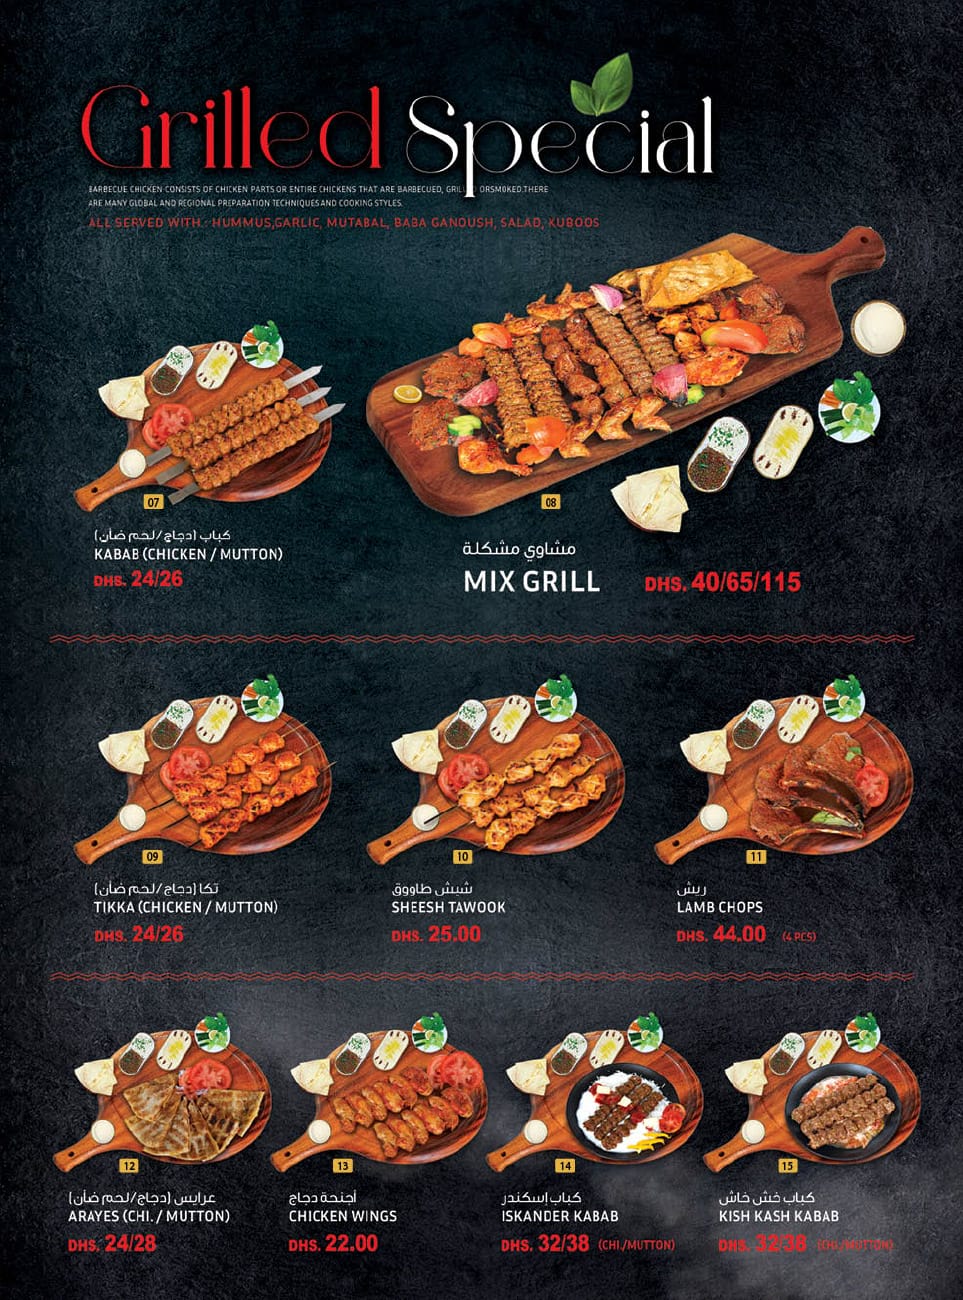 Grilled Special
BARBECUE CHICKEN CONSISTS OF CHICKEN PARTS OR ENTIRE CHICKENS THAT ARE BARBECUED, GRILLED ORSMOKED.THERE
ARE MANY GLOBAL AND REGIONAL PREPARATION TECHNIQUES AND COOKING STYLES.
ALL SERVED WITH : HUMMUS,GARLIC, MUTABAL, BABA GANOUSH, SALAD, KUBOOS
07
كباب (دجاج/لحم ضأن)
KABAB (CHICKEN / MUTTON)
DHS. 24/26
08
مشاوي مشكلة
MIX GRILL DHS. 40/65/115
09
تكا (دجاج/لحم ضأن)
TIKKA (CHICKEN / MUTTON)
DHS. 24/26
10
شيش طاووق
SHEESH TAWOOK
DHS. 25.00
11
ريش
LAMB CHOPS
DHS. 44.00 (4 PCS)
12
عرايس (دجاج/لحم ضأن)
ARAYES (CHI. / MUTTON)
DHS. 24/28
13
أجنحة دجاج
CHICKEN WINGS
DHS. 22.00
14
كباب إسكندر
ISKANDER KABAB
DHS. 32/38 (CHI./MUTTON)
15
كباب خش خاش
KISH KASH KABAB
DHS. 32/38 (CHI./MUTTON)